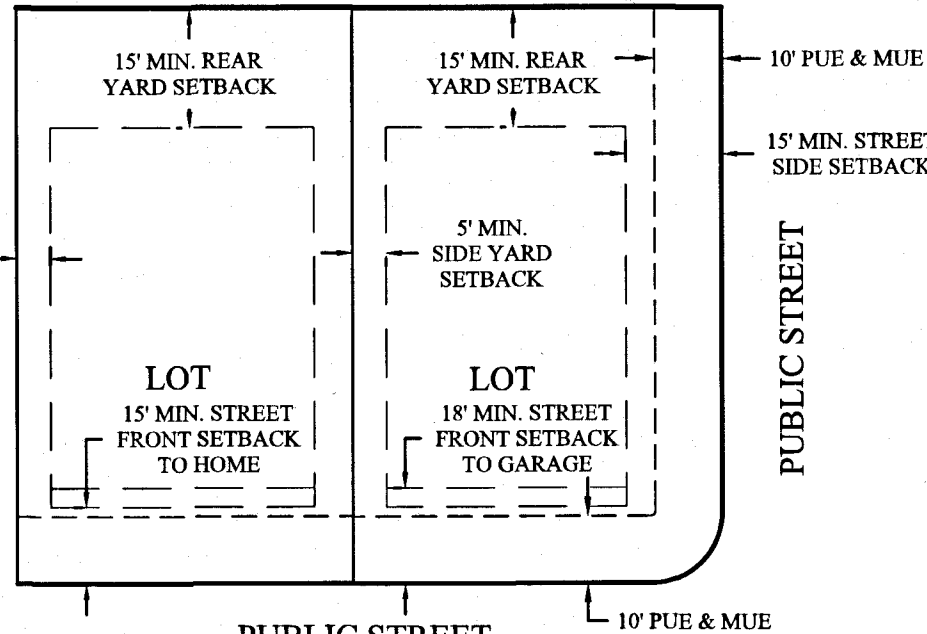 15' MIN. REAR
YARD SETBACK
15' MIN. REAR
YARD SETBACK
10' PUE & MUE
15' MIN. STREET
SIDE SETBACK
5' MIN.
SIDE YARD
SETBACK
PUBLIC STREET
LOT
15' MIN. STREET
FRONT SETBACK
TO HOME
LOT
18' MIN. STREET
FRONT SETBACK
TO GARAGE
PUBLIC STREET
10' PUE & MUE